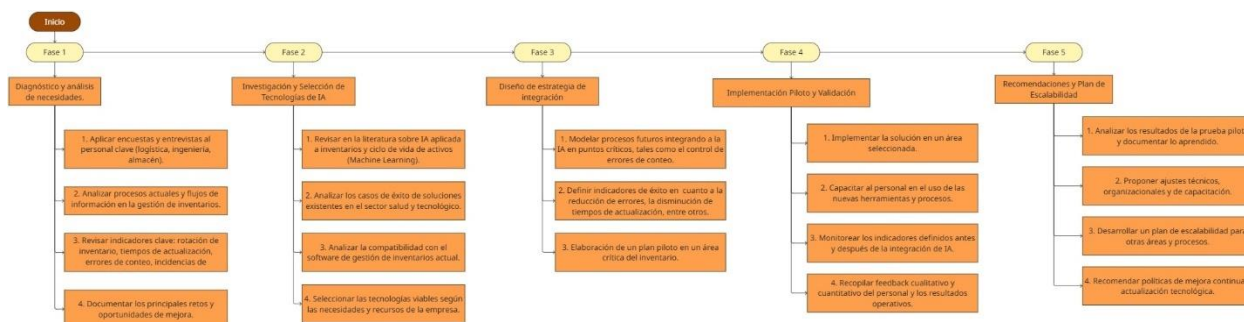 Inicio
Fase 1
Fase 2
Fase 3
Fase 4
Fase 5
Diagnóstico y análisis
de necesidades.
1. Aplicar encuestas y entrevistas al
personal clave (logística, ingeniería,
almacén).
2. Analizar procesos actuales y flujos de
información en la gestión de inventarios.
3. Revisar indicadores clave: rotación de
inventario, tiempos de actualización,
errores de conteo, incidencias de
4. Documentar los principales retos y
oportunidades de mejora.
Investigación y Selección de
Tecnologías de IA
1. Revisar en la literatura sobre IA aplicada
a inventarios y ciclo de vida de activos
(Machine Learning).
2. Analizar los casos de éxito de soluciones
existentes en el sector salud y tecnológico.
3. Analizar la compatibilidad con el
software de gestión de inventarios actual.
4. Seleccionar las tecnologías viables según
las necesidades y recursos de la empresa.
Diseño de estrategia de
integración
1. Modelar procesos futuros integrando a la
IA en puntos críticos, tales como el control de
errores de conteo.
2. Definir indicadores de éxito en cuanto a la
reducción de errores, la disminución de
tiempos de actualización, entre otros.
3. Elaboración de un plan piloto en un área
crítica del inventario.
Implementación Piloto y Validación
1. Implementar la solución en un área
seleccionada.
2. Capacitar al personal en el uso de las
nuevas herramientas y procesos.
3. Monitorear los indicadores definidos antes
y después de la integración de IA.
4. Recopilar feedback cualitativo y
cuantitativo del personal y los resultados
operativos.
Recomendaciones y Plan de
Escalabilidad
1. Analizar los resultados de la prueba pilot
y documentar lo aprendido.
2. Proponer ajustes técnicos,
organizacionales y de capacitación.
3. Desarrollar un plan de escalabilidad para
otras áreas y procesos.
4. Recomendar políticas de mejora continua
actualización tecnológica.